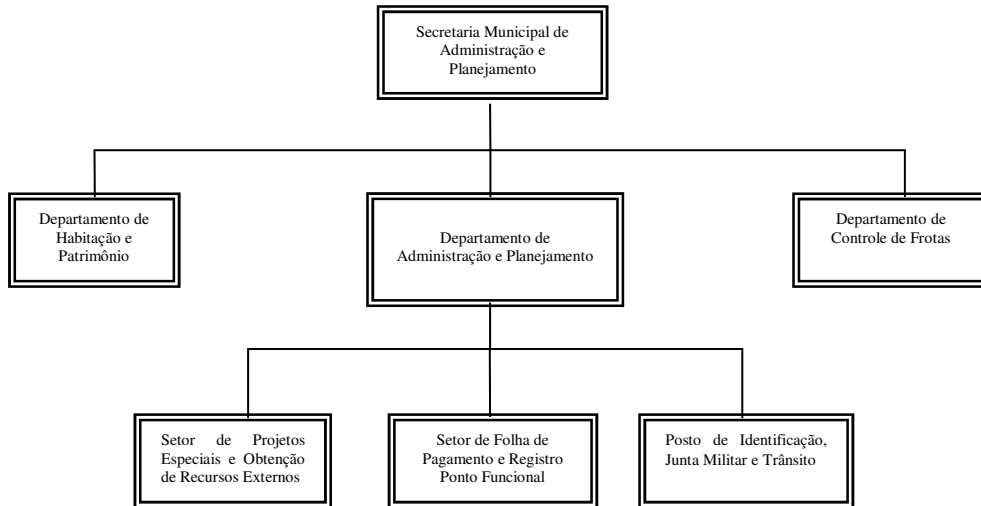 Secretaria Municipal de
Administração e
Planejamento
Departamento de
Habitação e
Patrimônio
Departamento de
Administração e Planejamento
Departamento de
Controle de Frotas
Setor de Projetos
Especiais e Obtenção
de Recursos Externos
Setor de Folha de
Pagamento e Registro
Ponto Funcional
Posto de Identificação,
Junta Militar e Trânsito